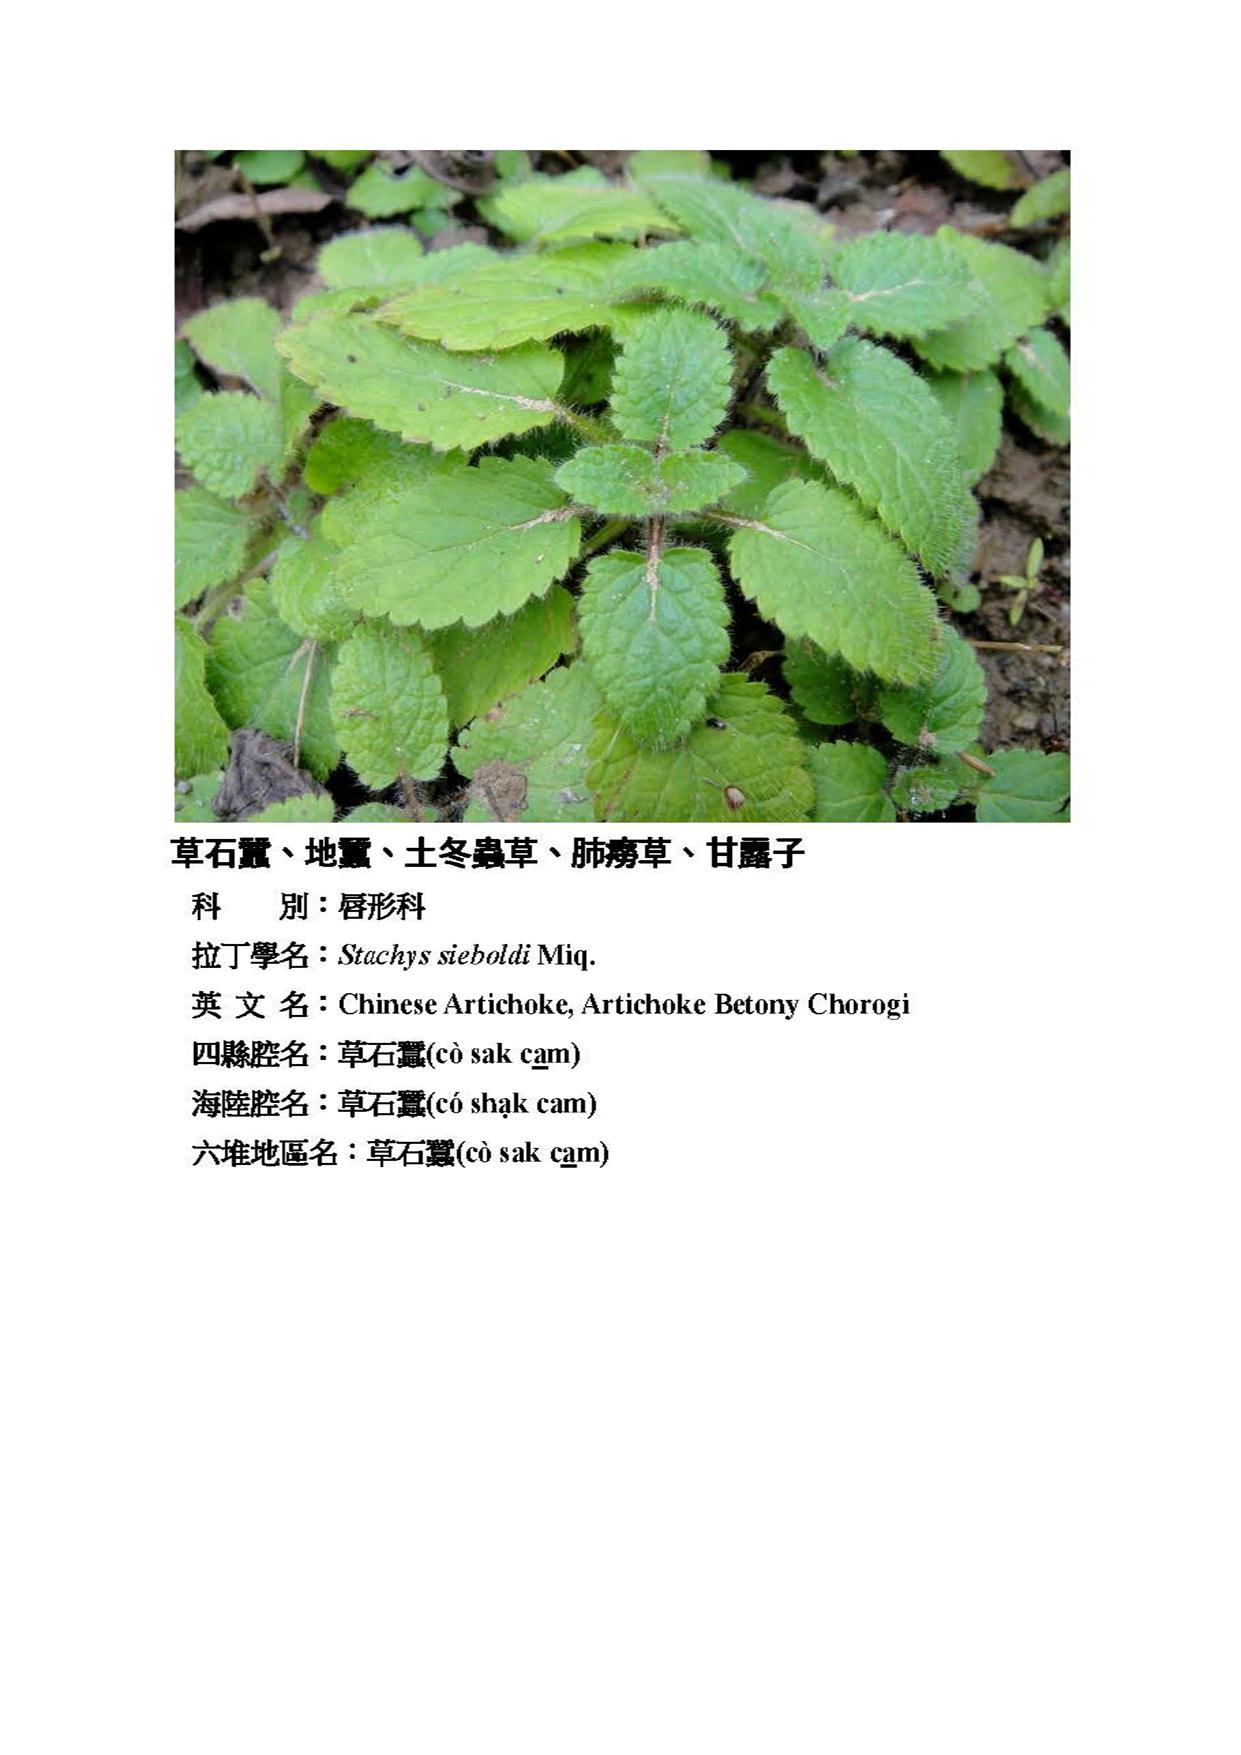 草石蠶、地蠶、土冬蟲草、肺癆草、甘露子
科　　別：唇形科
拉丁學名：Stachys sieboldi Miq.
英 文 名：Chinese Artichoke, Artichoke Betony Chorogi
四縣腔名：草石蠶(cò sak ca̲m)
海陸腔名：草石蠶(có shạk cam)
六堆地區名：草石蠶(cò sak ca̲m)